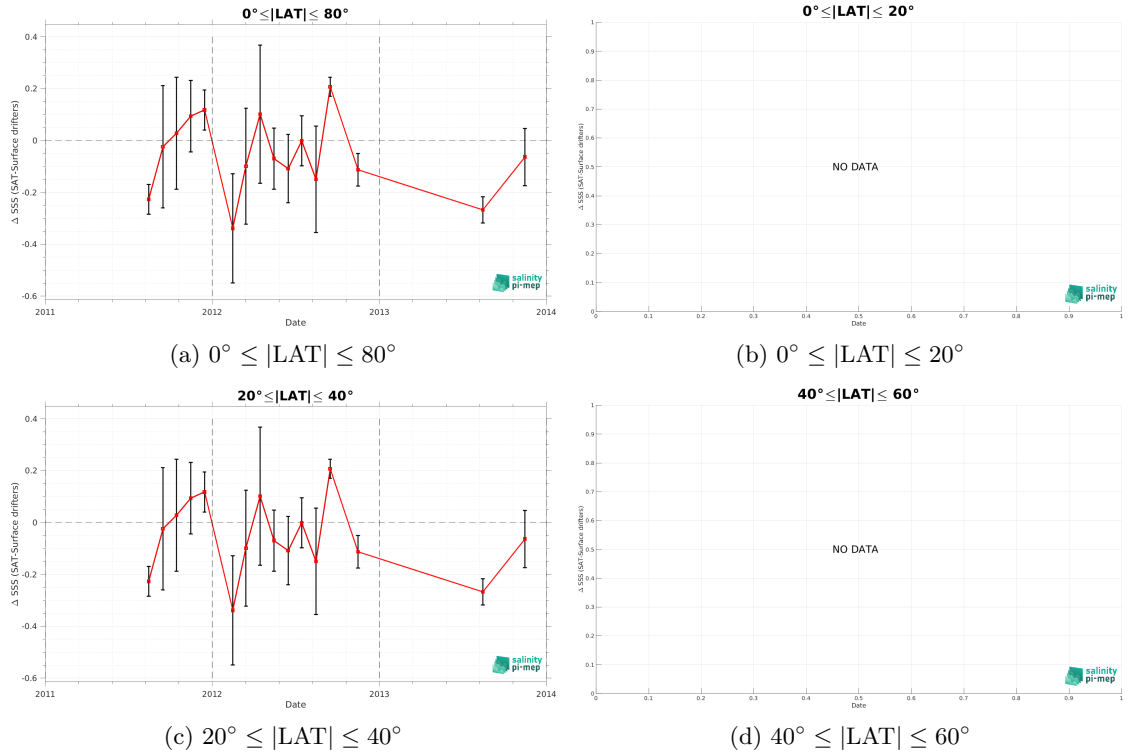 0°≤|LAT|≤ 80°
0.4
0.2
0
-0.2
-0.4
-0.6
Δ SSS (SAT-Surface drifters)
2011
2012
2013
2014
Date
salinity
pi-mep
(a) 0° ≤ |LAT| ≤ 80°
0°≤|LAT|≤ 20°
1
0.9
0.8
0.7
0.6
0.5
0.4
0.3
0.2
0.1
0
Δ SSS (SAT-Surface drifters)
NO DATA
0
0.1
0.2
0.3
0.4
0.5
0.6
0.7
0.8
0.9
1
Date
salinity
pi-mep
(b) 0° ≤ |LAT| ≤ 20°
20°≤|LAT|≤ 40°
0.4
0.2
0
-0.2
-0.4
-0.6
Δ SSS (SAT-Surface drifters)
2011
2012
2013
2014
Date
salinity
pi-mep
(c) 20° ≤ |LAT| ≤ 40°
40°≤|LAT|≤ 60°
1
0.9
0.8
0.7
0.6
0.5
0.4
0.3
0.2
0.1
0
Δ SSS (SAT-Surface drifters)
NO DATA
0
0.1
0.2
0.3
0.4
0.5
0.6
0.7
0.8
0.9
1
Date
salinity
pi-mep
(d) 40° ≤ |LAT| ≤ 60°